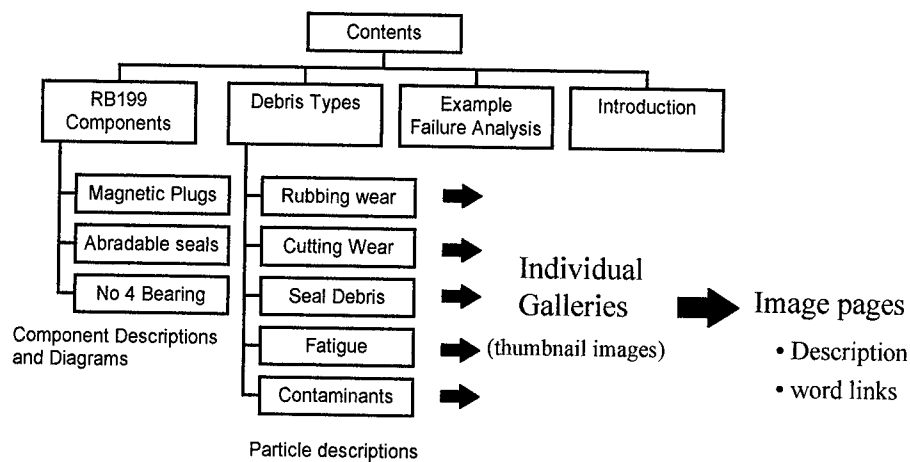 Contents
RB199
Components
Debris Types
Example
Failure Analysis
Introduction
Magnetic Plugs
Abradable seals
No 4 Bearing
Component Descriptions
and Diagrams
Rubbing wear
Cutting Wear
Seal Debris
Fatigue
Contaminants
Particle descriptions
Individual
Galleries
(thumbnail images)
Image pages
• Description
• word links